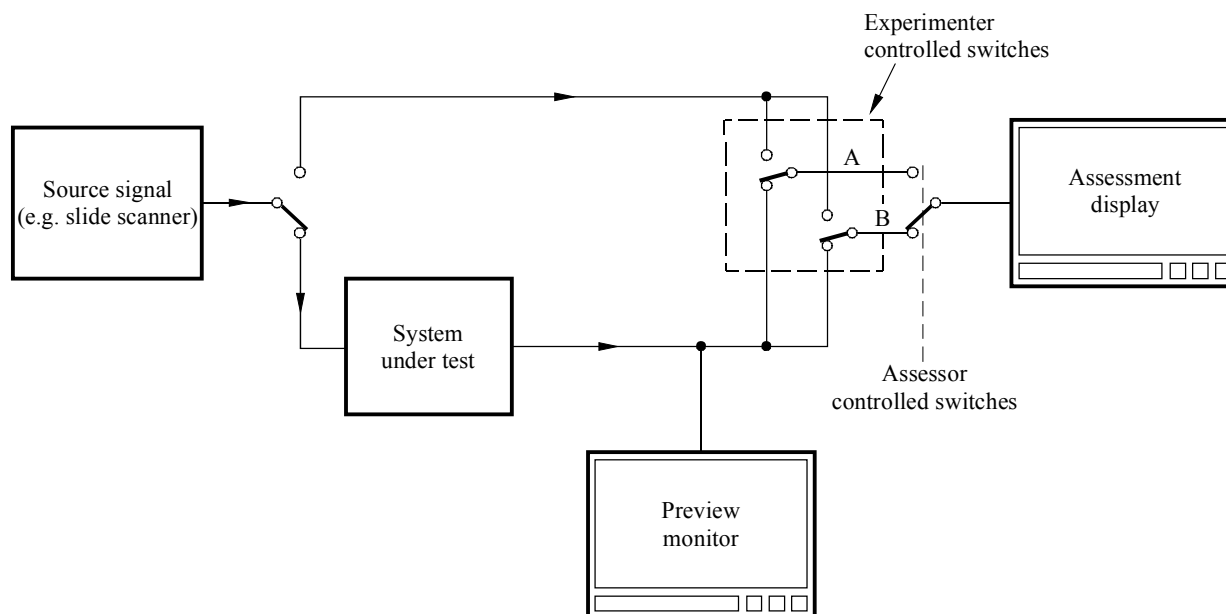 Experimenter
controlled switches
Source signal
(e.g. slide scanner)
A
B
Assessment
display
System
under test
Assessor
controlled switches
Preview
monitor